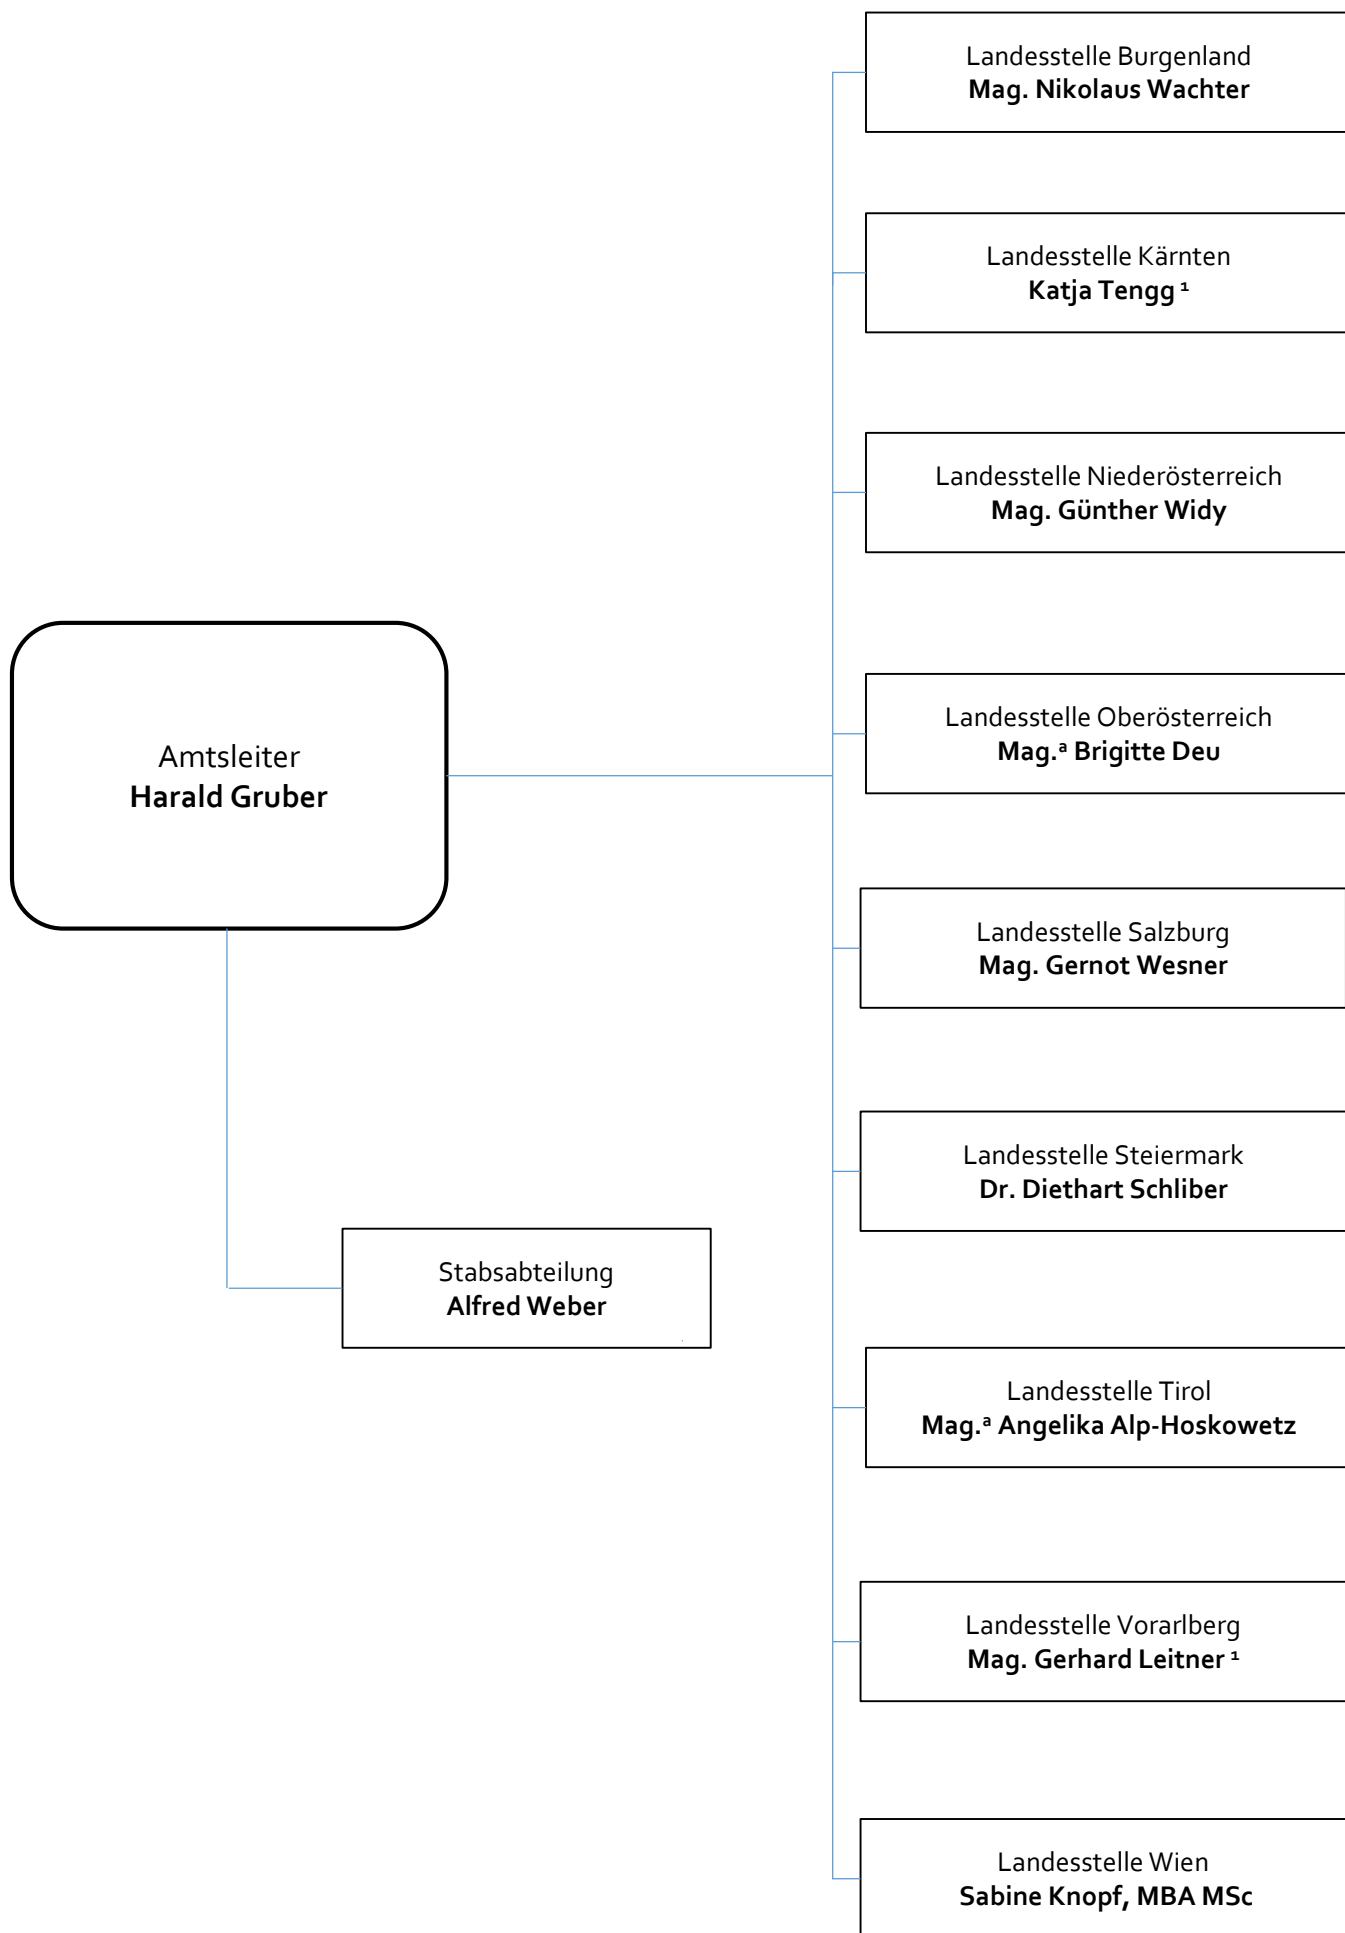 Landesstelle Burgenland
Mag. Nikolaus Wachter
Landesstelle Kärnten
Katja Tengg ¹
Landesstelle Niederösterreich
Mag. Günther Widy
Landesstelle Oberösterreich
Mag.ª Brigitte Deu
Amtsleiter
Harald Gruber
Landesstelle Salzburg
Mag. Gernot Wesner
Landesstelle Steiermark
Dr. Diethart Schliber
Stabsabteilung
Alfred Weber
Landesstelle Tirol
Mag.ª Angelika Alp-Hoskowetz
Landesstelle Vorarlberg
Mag. Gerhard Leitner ¹
Landesstelle Wien
Sabine Knopf, MBA MSc